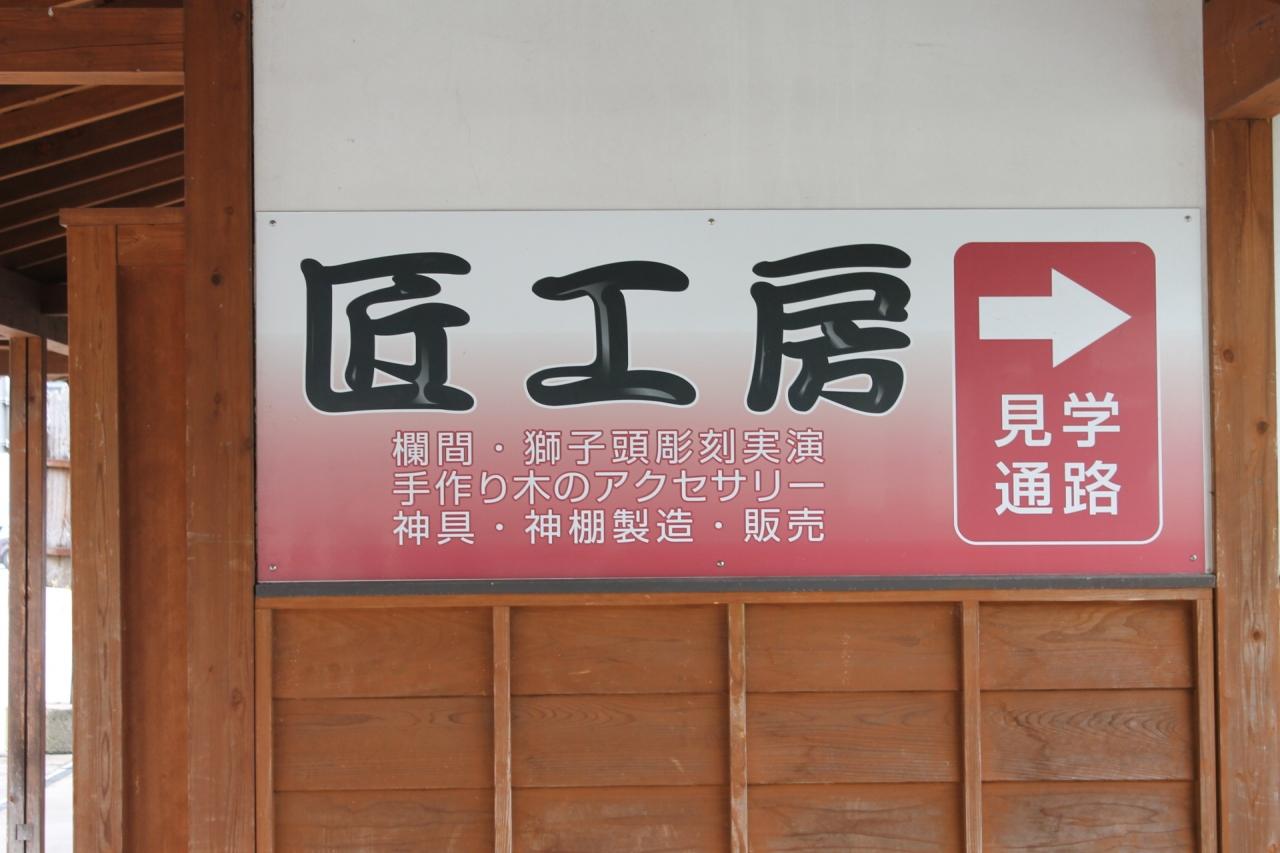 匠工房
欄間・獅子頭彫刻実演
手作り木のアクセサリー
神具・神棚製造・販売
見学
通路